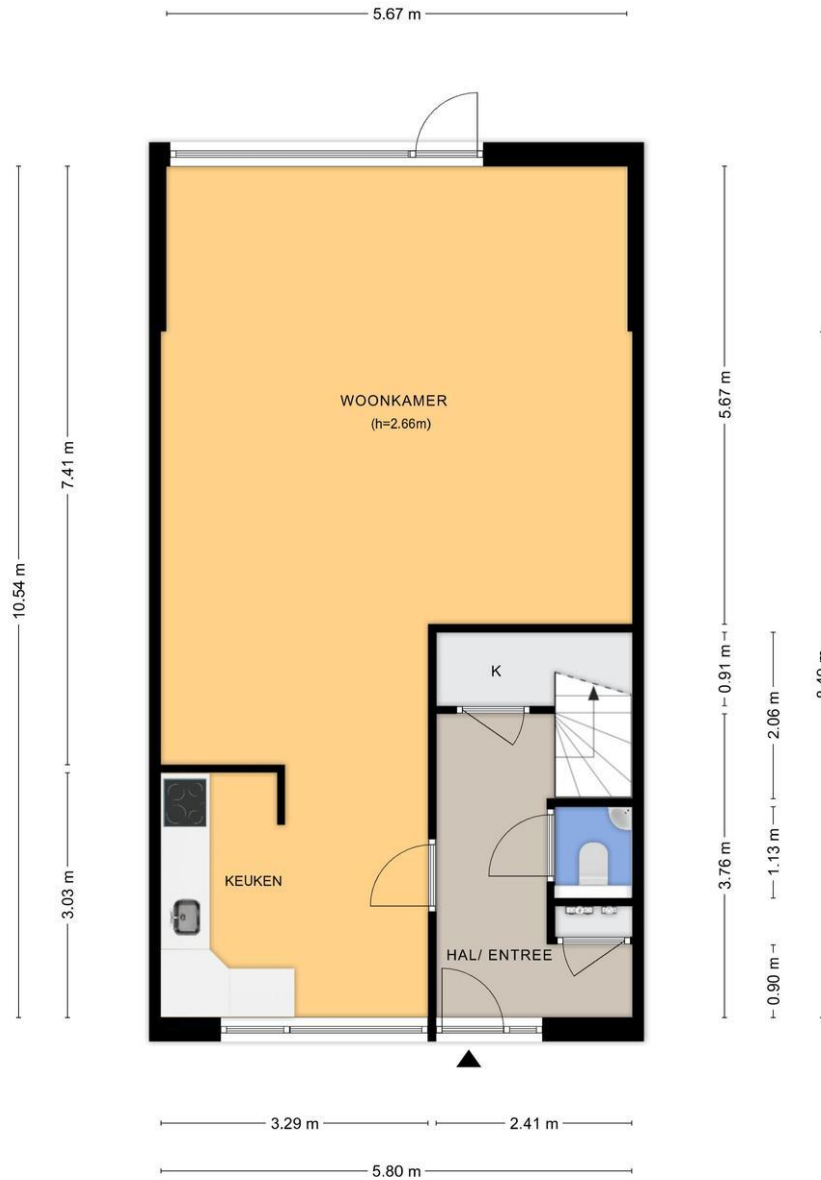 5.67 m
WOONKAMER
(h=2.66m)
5.67 m
7.41 m
10.54 m
0.91 m
K
2.06 m
KEUKEN
3.76 m
1.13 m
3.03 m
HAL/ ENTREE
0.90 m
3.29 m
2.41 m
5.80 m